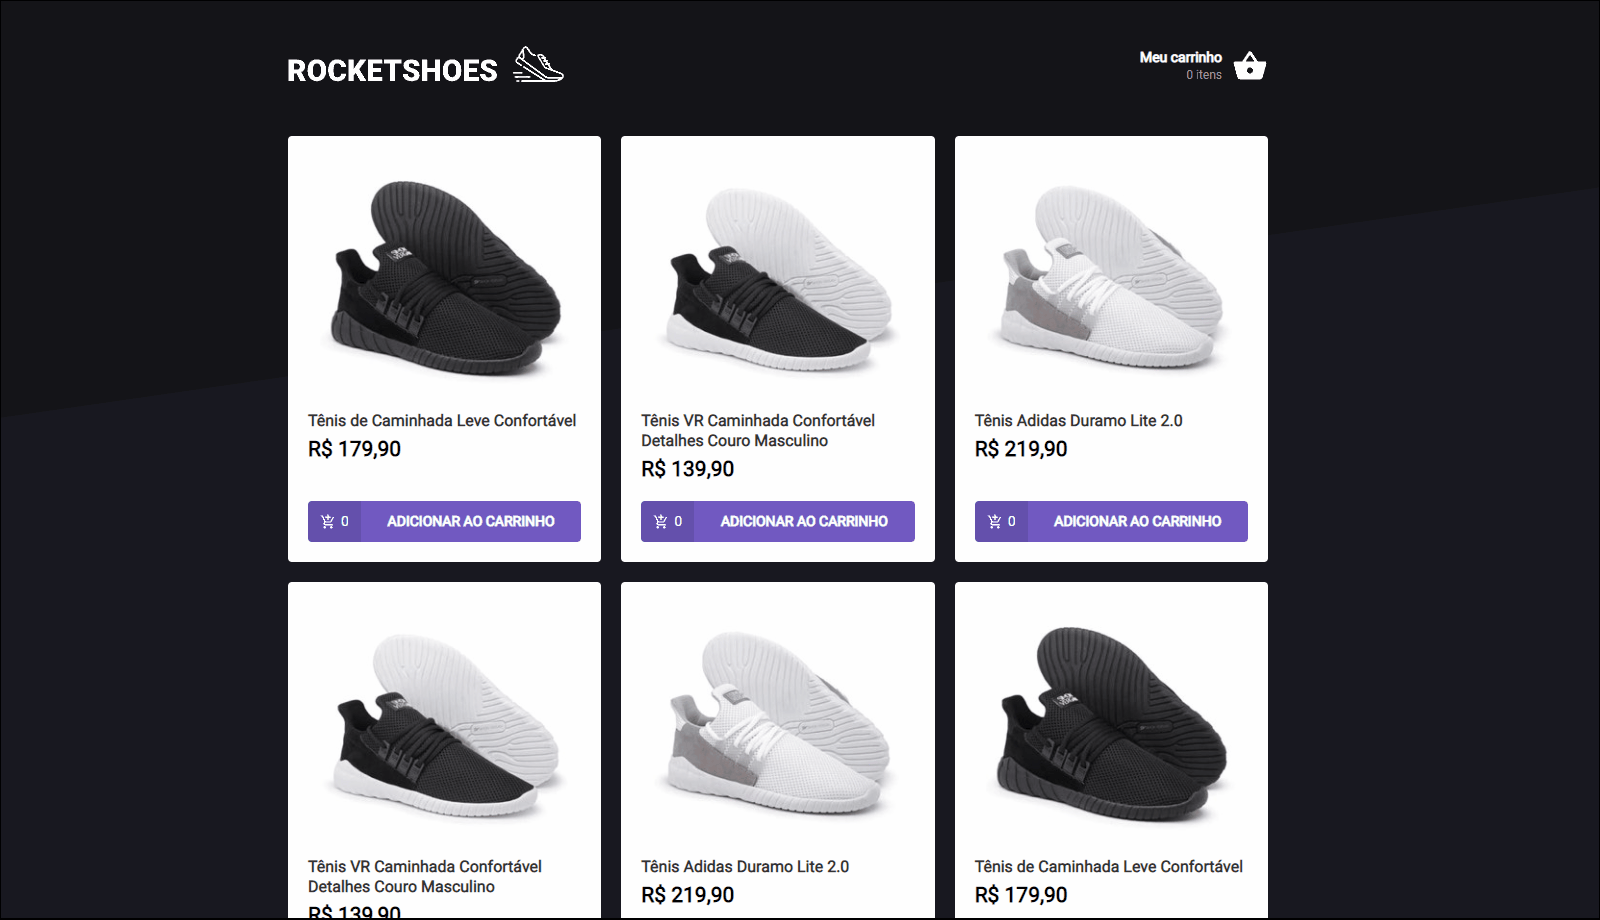 ROCKETSHOES
Meu carrinho
0 itens
Tênis de Caminhada Leve Confortável
R$ 179,90
0 ADICIONAR AO CARRINHO
Tênis VR Caminhada Confortável
Detalhes Couro Masculino
R$ 139,90
0 ADICIONAR AO CARRINHO
Tênis Adidas Duramo Lite 2.0
R$ 219,90
0 ADICIONAR AO CARRINHO
Tênis VR Caminhada Confortável
Detalhes Couro Masculino
R$ 139,90
Tênis Adidas Duramo Lite 2.0
R$ 219,90
Tênis de Caminhada Leve Confortável
R$ 179,90